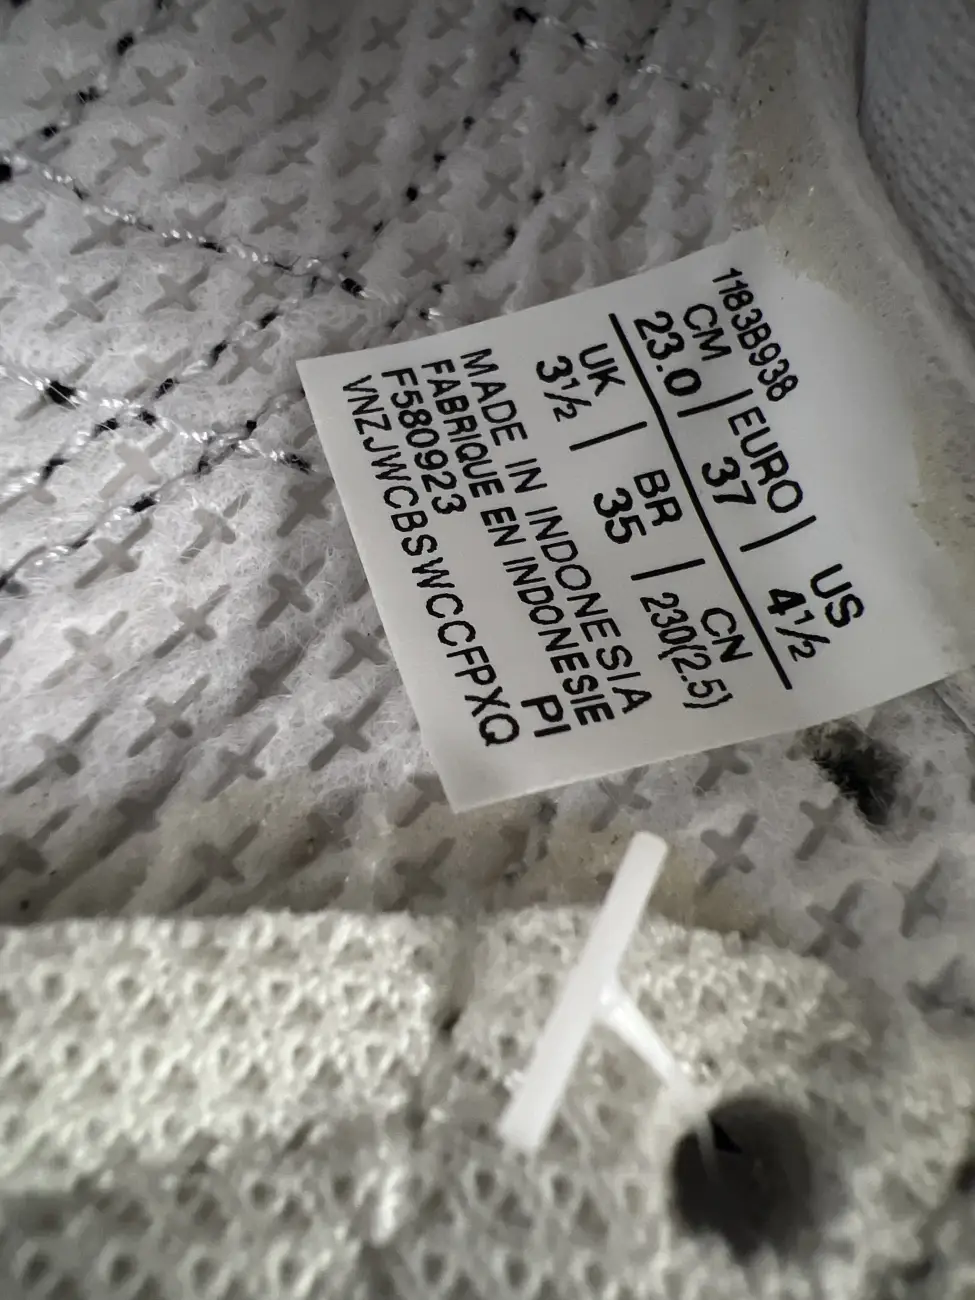 1183B938
CM | EURO | US
23.0 | 37 | 4½
UK | BR | CN
3½ | 35 | 230(2.5)
MADE IN INDONESIA
FABRIQUE EN INDONESIE
F580923 PI
VNZJWCBSWCCFPXQ